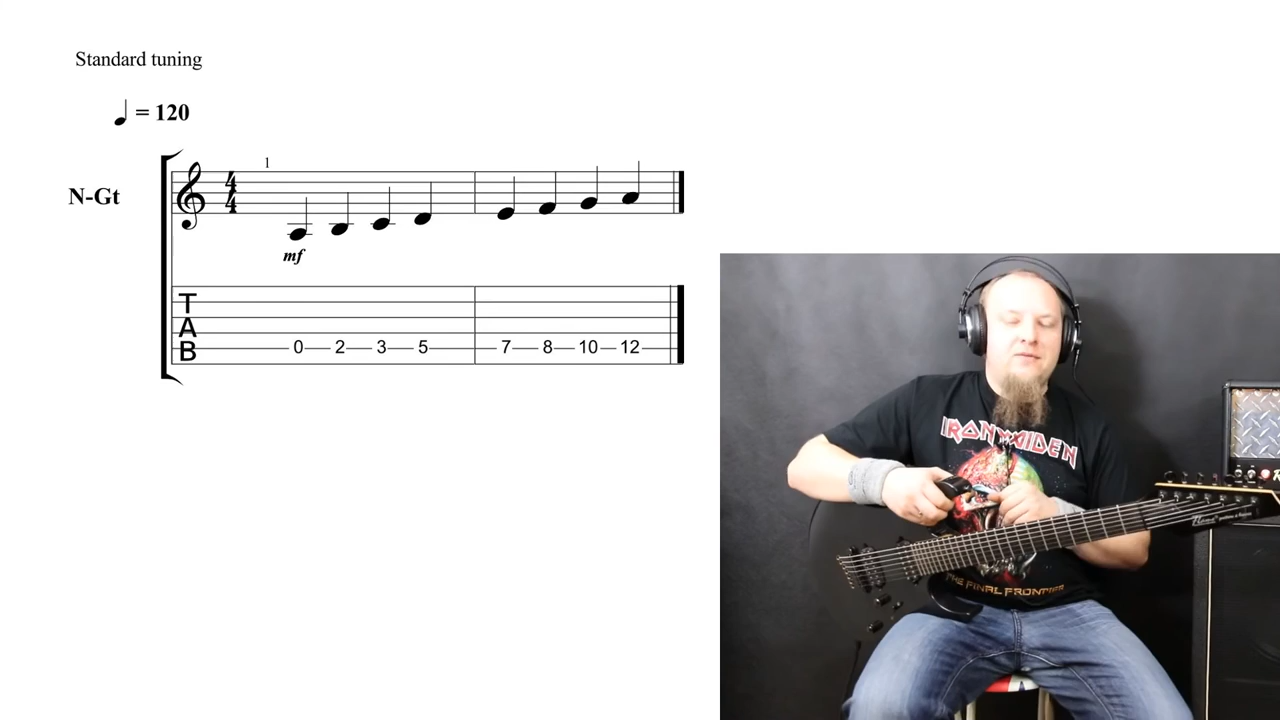 Standard tuning
= 120
1
N-Gt
4
4
mf
T
A
B
0 2 3 5 7 8 10 12
IRON MAIDEN
THE FINAL FRONTIER